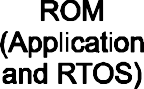 ROM
(Application
and RTOS)